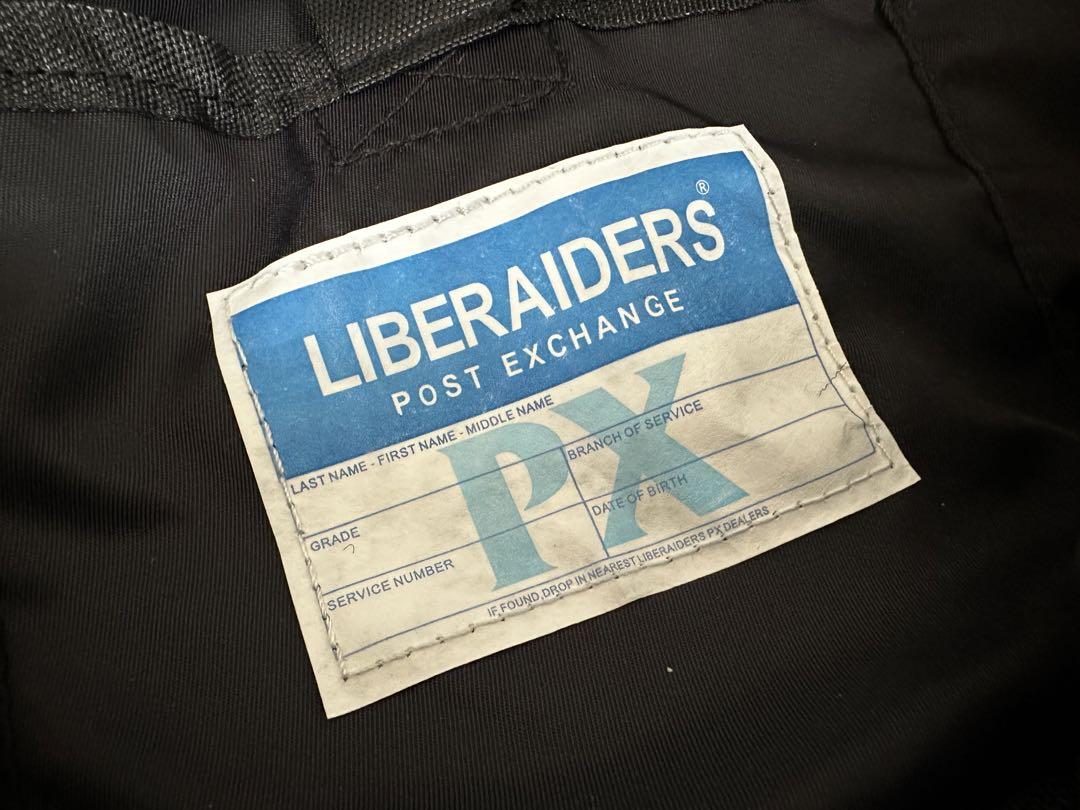 LIBERAIDERS®
POST EXCHANGE
PX
LAST NAME - FIRST NAME - MIDDLE NAME
GRADE
BRANCH OF SERVICE
SERVICE NUMBER
DATE OF BIRTH
IF FOUND, DROP IN NEAREST LIBERAIDERS PX DEALERS.